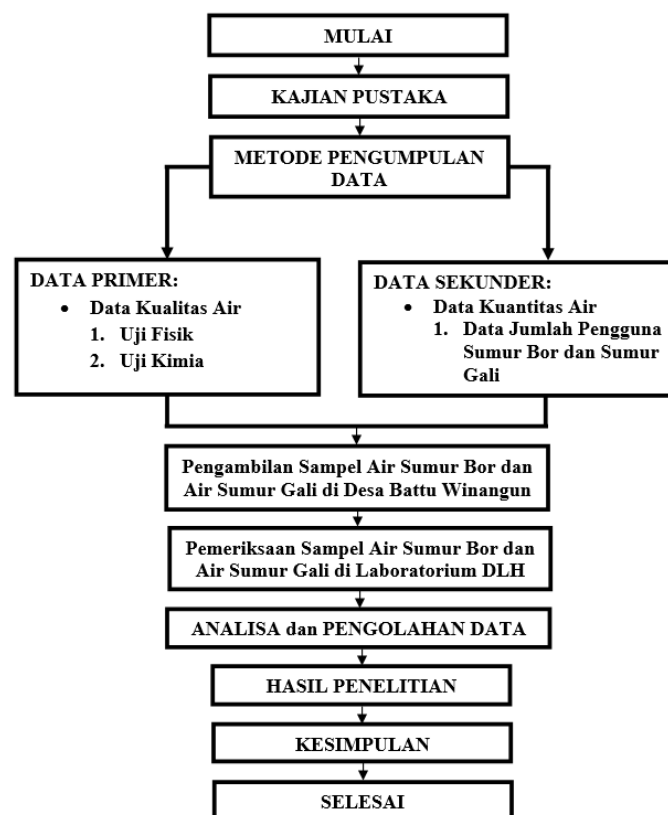 MULAI
KAJIAN PUSTAKA
METODE PENGUMPULAN
DATA
DATA PRIMER:
• Data Kualitas Air
1. Uji Fisik
2. Uji Kimia
DATA SEKUNDER:
• Data Kuantitas Air
1. Data Jumlah Pengguna
Sumur Bor dan Sumur
Gali
Pengambilan Sampel Air Sumur Bor dan
Air Sumur Gali di Desa Battu Winangun
Pemeriksaan Sampel Air Sumur Bor dan
Air Sumur Gali di Laboratorium DLH
ANALISA dan PENGOLAHAN DATA
HASIL PENELITIAN
KESIMPULAN
SELESAI